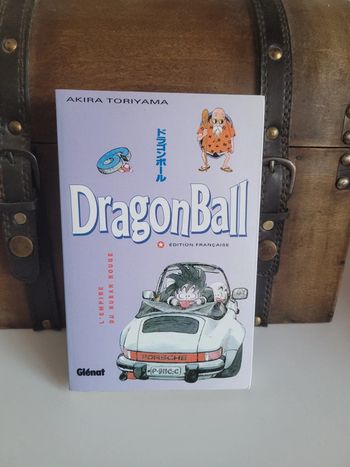 AKIRA TORIYAMA
ドラゴンボール
DragonBall
ÉDITION FRANÇAISE
L'EMPIRE
DU RUBAN ROUGE
PORSCHE
Glénat